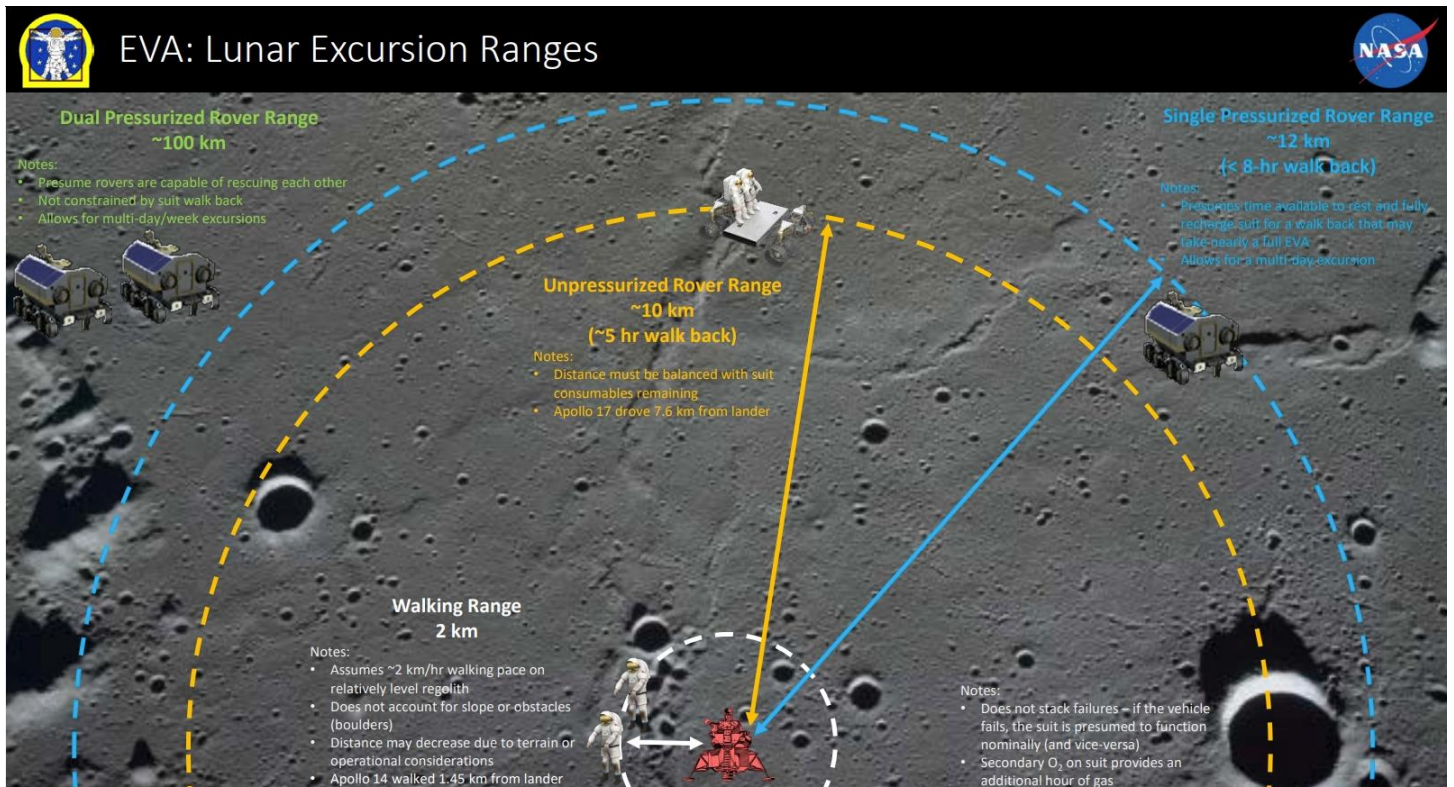 EVA: Lunar Excursion Ranges
NASA
Dual Pressurized Rover Range
~100 km
Notes:
• Presume rovers are capable of rescuing each other
• Not constrained by suit walk back
• Allows for multi-day/week excursions
Single Pressurized Rover Range
~12 km
(< 8-hr walk back)
Notes:
• Presumes time available to rest and fully
recharge suit for a walk back that may
take nearly a full EVA
• Allows for a multi-day excursion
Unpressurized Rover Range
~10 km
(~5 hr walk back)
Notes:
• Distance must be balanced with suit
consumables remaining
• Apollo 17 drove 7.6 km from lander
Walking Range
2 km
Notes:
• Assumes ~2 km/hr walking pace on
relatively level regolith
• Does not account for slope or obstacles
(boulders)
• Distance may decrease due to terrain or
operational considerations
• Apollo 14 walked 1.45 km from lander
Notes:
• Does not stack failures – if the vehicle
fails, the suit is presumed to function
nominally (and vice-versa)
• Secondary O₂ on suit provides an
additional hour of gas